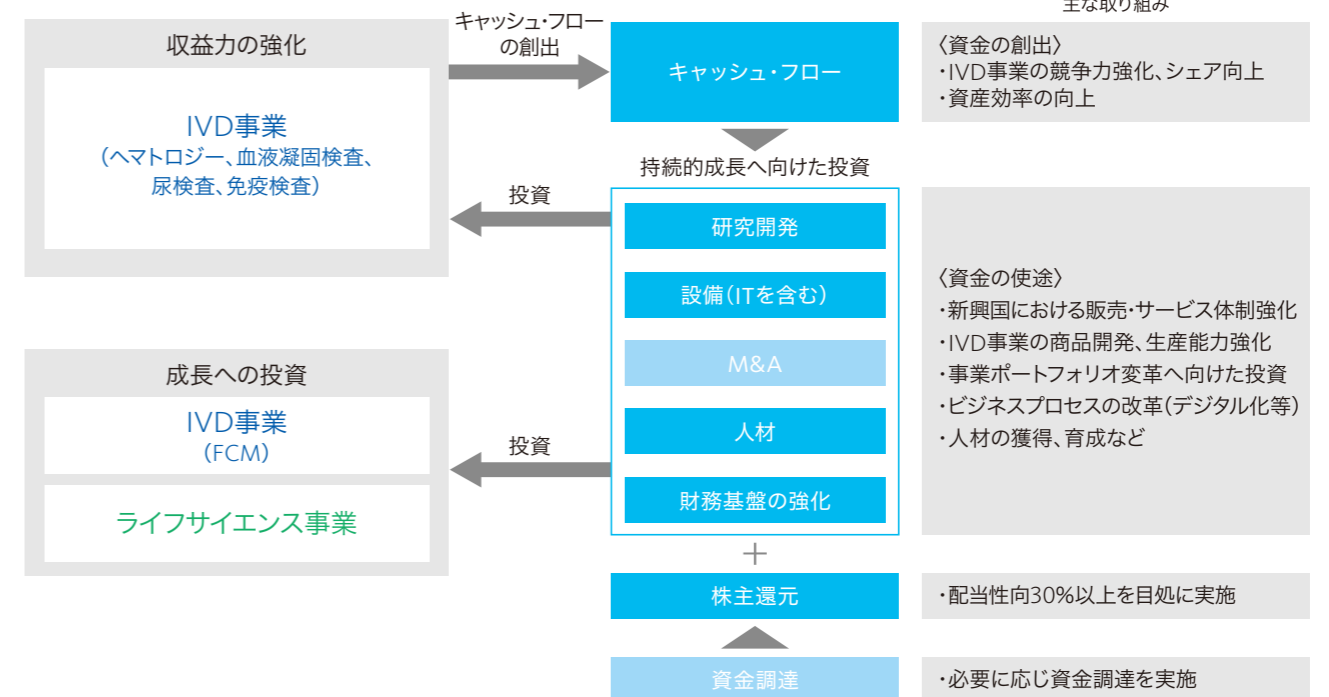 主な取り組み
収益力の強化
IVD事業
（ヘマトロジー、血液凝固検査、
尿検査、免疫検査）
キャッシュ・フロー
の創出
キャッシュ・フロー
〈資金の創出〉
・IVD事業の競争力強化、シェア向上
・資産効率の向上
持続的成長へ向けた投資
投資
研究開発
設備（ITを含む）
M&A
人材
財務基盤の強化
〈資金の使途〉
・新興国における販売・サービス体制強化
・IVD事業の商品開発、生産能力強化
・事業ポートフォリオ変革へ向けた投資
・ビジネスプロセスの改革（デジタル化等）
・人材の獲得、育成など
成長への投資
IVD事業
（FCM）
ライフサイエンス事業
投資
＋
株主還元
・配当性向30%以上を目処に実施
資金調達
・必要に応じ資金調達を実施